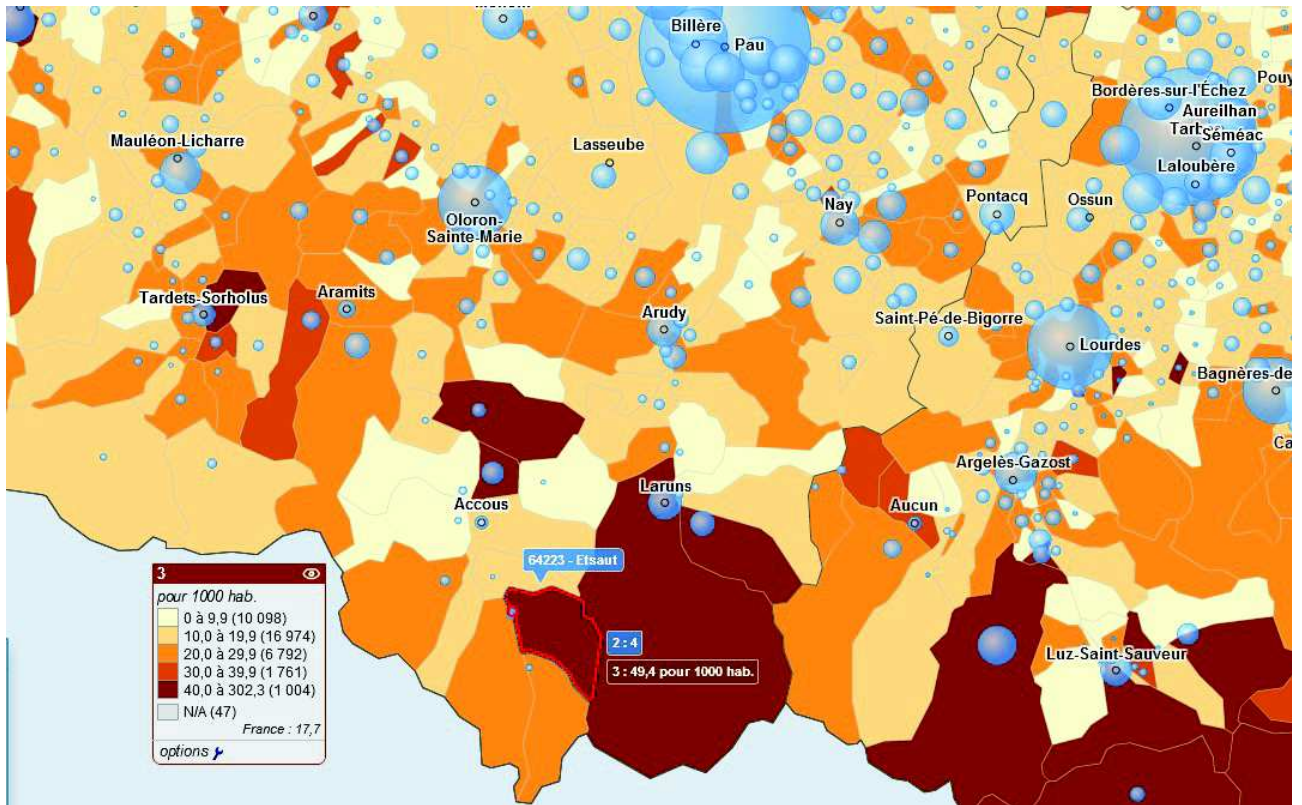 Billère
Pau
Pouy
Bordères-sur-l'Échez
Aureilhan
Séméac
Laloubère
Mauléon-Licharre
Lasseube
Oloron-
Sainte-Marie
Nay
Pontacq
Ossun
Tardets-Sorholus
Aramits
Arudy
Saint-Pé-de-Bigorre
Lourdes
Bagnères-de
Ca
Argelès-Gazost
Laruns
Accous
Aucun
64223 - Etsaut
2 : 4
3 : 49,4 pour 1000 hab.
Luz-Saint-Sauveur
3
pour 1000 hab.
0 à 9,9 (10 098)
10,0 à 19,9 (16 974)
20,0 à 29,9 (6 792)
30,0 à 39,9 (1 761)
40,0 à 302,3 (1 004)
N/A (47)
France : 17,7
options